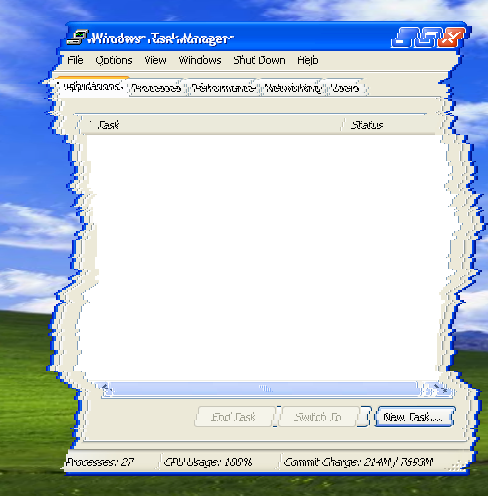 Windows Task Manager
File Options View Windows Shut Down Help
Applications Processes Performance Networking Users
Task Status
End Task Switch To New Task...
Processes: 27 CPU Usage: 100% Commit Charge: 214M / 7893M